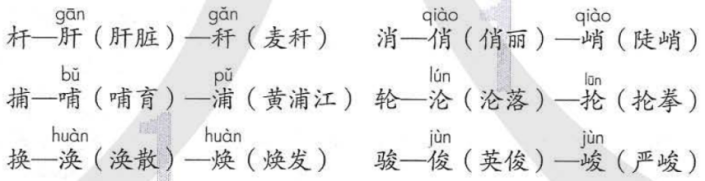 gān gǎn qiào qiào
杆—肝（肝脏）—秆（麦秆） 消—俏（俏丽）—峭（陡峭）
bǔ pǔ lún lūn
捕—哺（哺育）—浦（黄浦江） 轮—沦（沦落）—抡（抡拳）
huàn huàn jùn jùn
换—涣（涣散）—焕（焕发） 骏—俊（英俊）—峻（严峻）